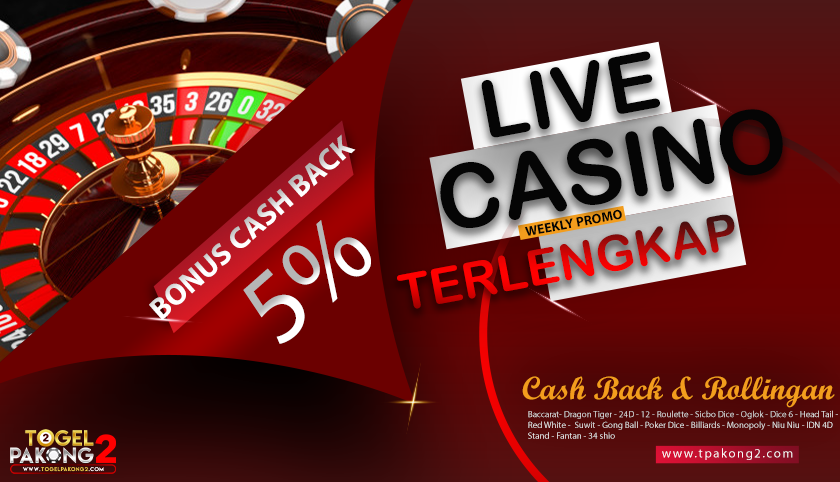 22 18 29 7 35 3 26 0 32
24
BONUS CASH BACK
5%
LIVE
CASINO
WEEKLY PROMO
TERLENGKAP
Cash Back & Rollingan
Baccarat- Dragon Tiger - 24D - 12 - Roulette - Sicbo Dice - Oglok - Dice 6 - Head Tail -
Red White - Suwit - Gong Ball - Poker Dice - Billiards - Monopoly - Niu Niu - IDN 4D
Stand - Fantan - 34 shio
www.tpakong2.com
TOGEL
PAKONG 2
WWW.TOGELPAKONG2.COM